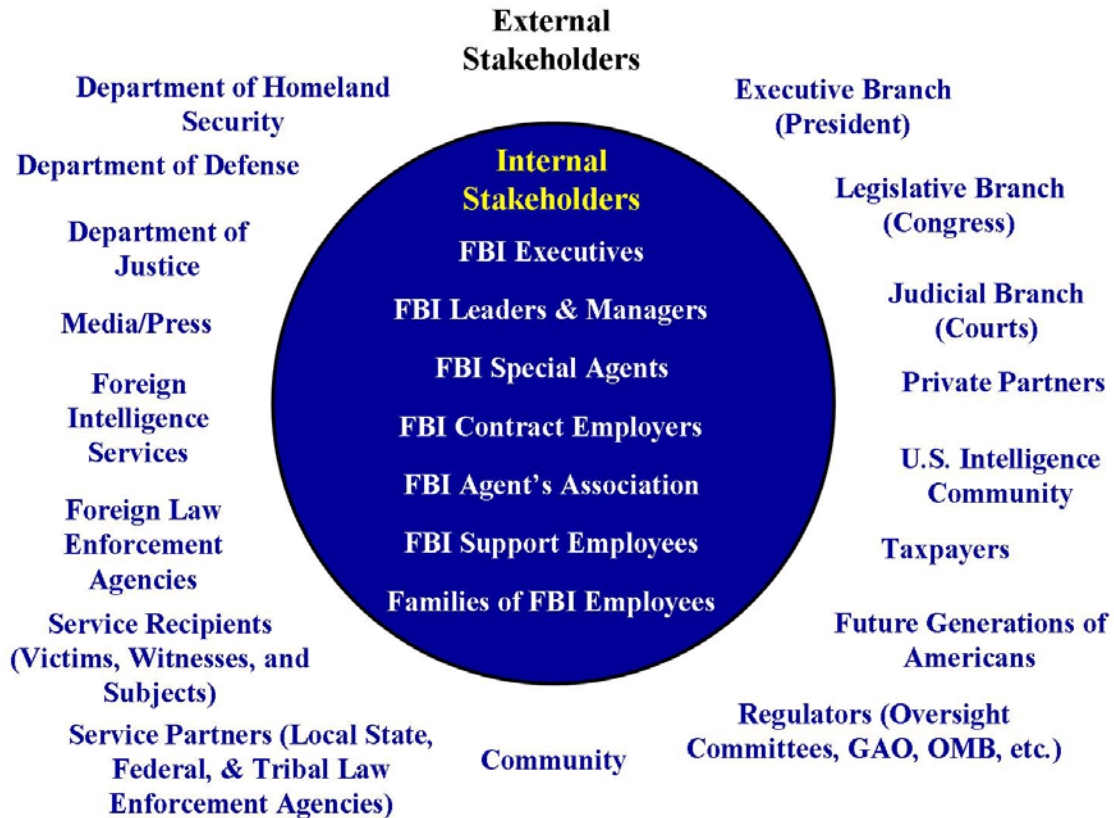 External
Stakeholders
Department of Homeland
Security
Department of Defense
Department of
Justice
Media/Press
Foreign
Intelligence
Services
Foreign Law
Enforcement
Agencies
Service Recipients
(Victims, Witnesses, and
Subjects)
Service Partners (Local State,
Federal, & Tribal Law
Enforcement Agencies)
Internal
Stakeholders
FBI Executives
FBI Leaders & Managers
FBI Special Agents
FBI Contract Employers
FBI Agent's Association
FBI Support Employees
Families of FBI Employees
Community
Executive Branch
(President)
Legislative Branch
(Congress)
Judicial Branch
(Courts)
Private Partners
U.S. Intelligence
Community
Taxpayers
Future Generations of
Americans
Regulators (Oversight
Committees, GAO, OMB, etc.)